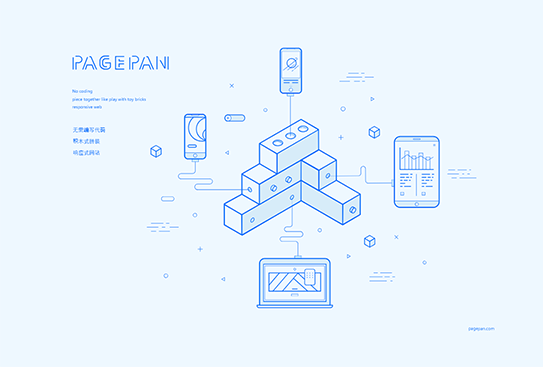 PAGEPAN
No coding
piece together like play with toy bricks
responsive web
无需编写代码
积木式拼装
响应式网站
pagepan.com